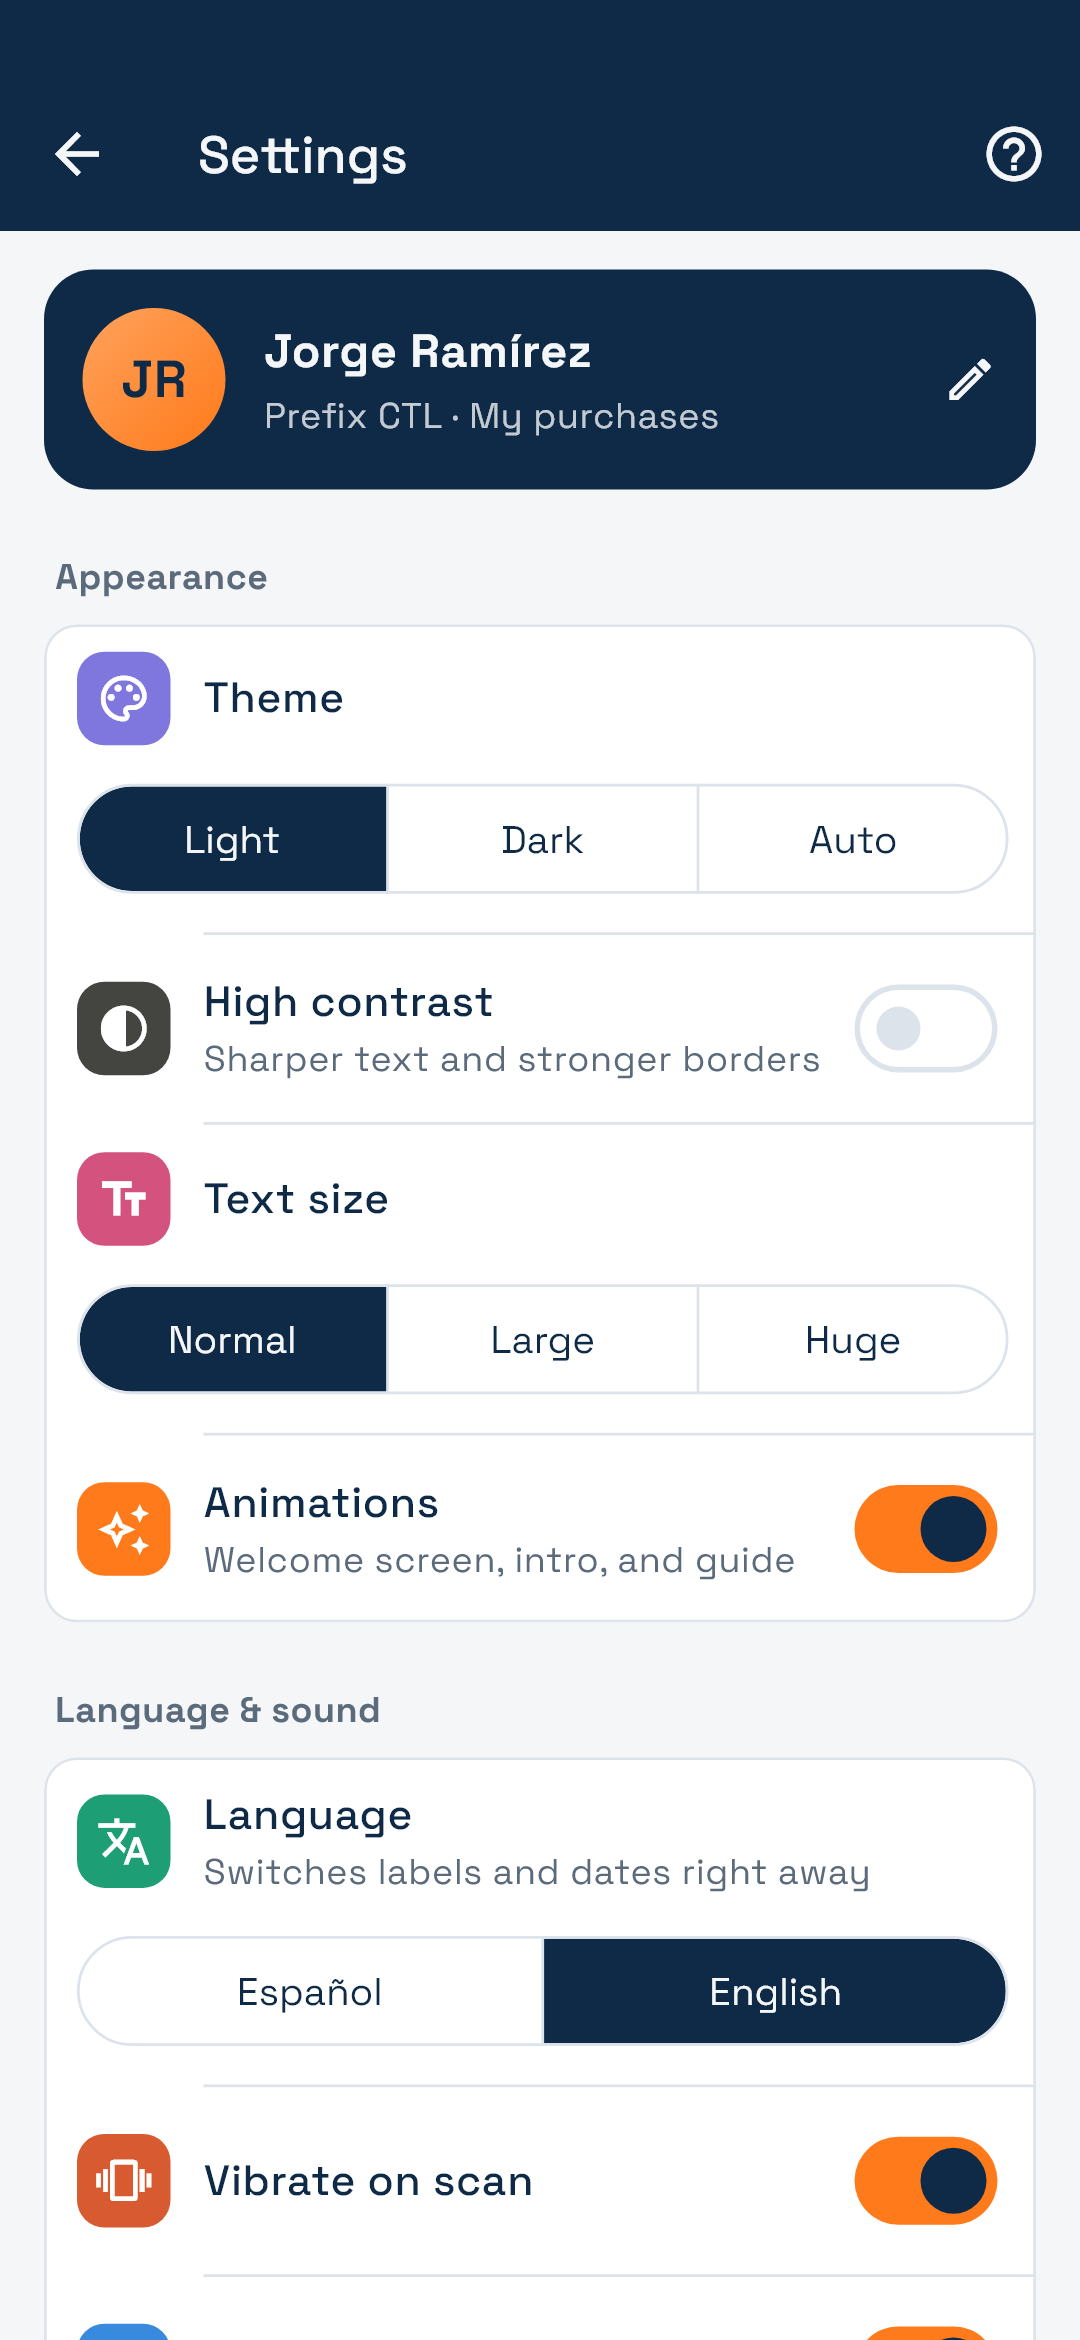 Settings
JR
Jorge Ramírez
Prefix CTL · My purchases
Appearance
Theme
Light
Dark
Auto
High contrast
Sharper text and stronger borders
Text size
Normal
Large
Huge
Animations
Welcome screen, intro, and guide
Language & sound
Language
Switches labels and dates right away
Español
English
Vibrate on scan